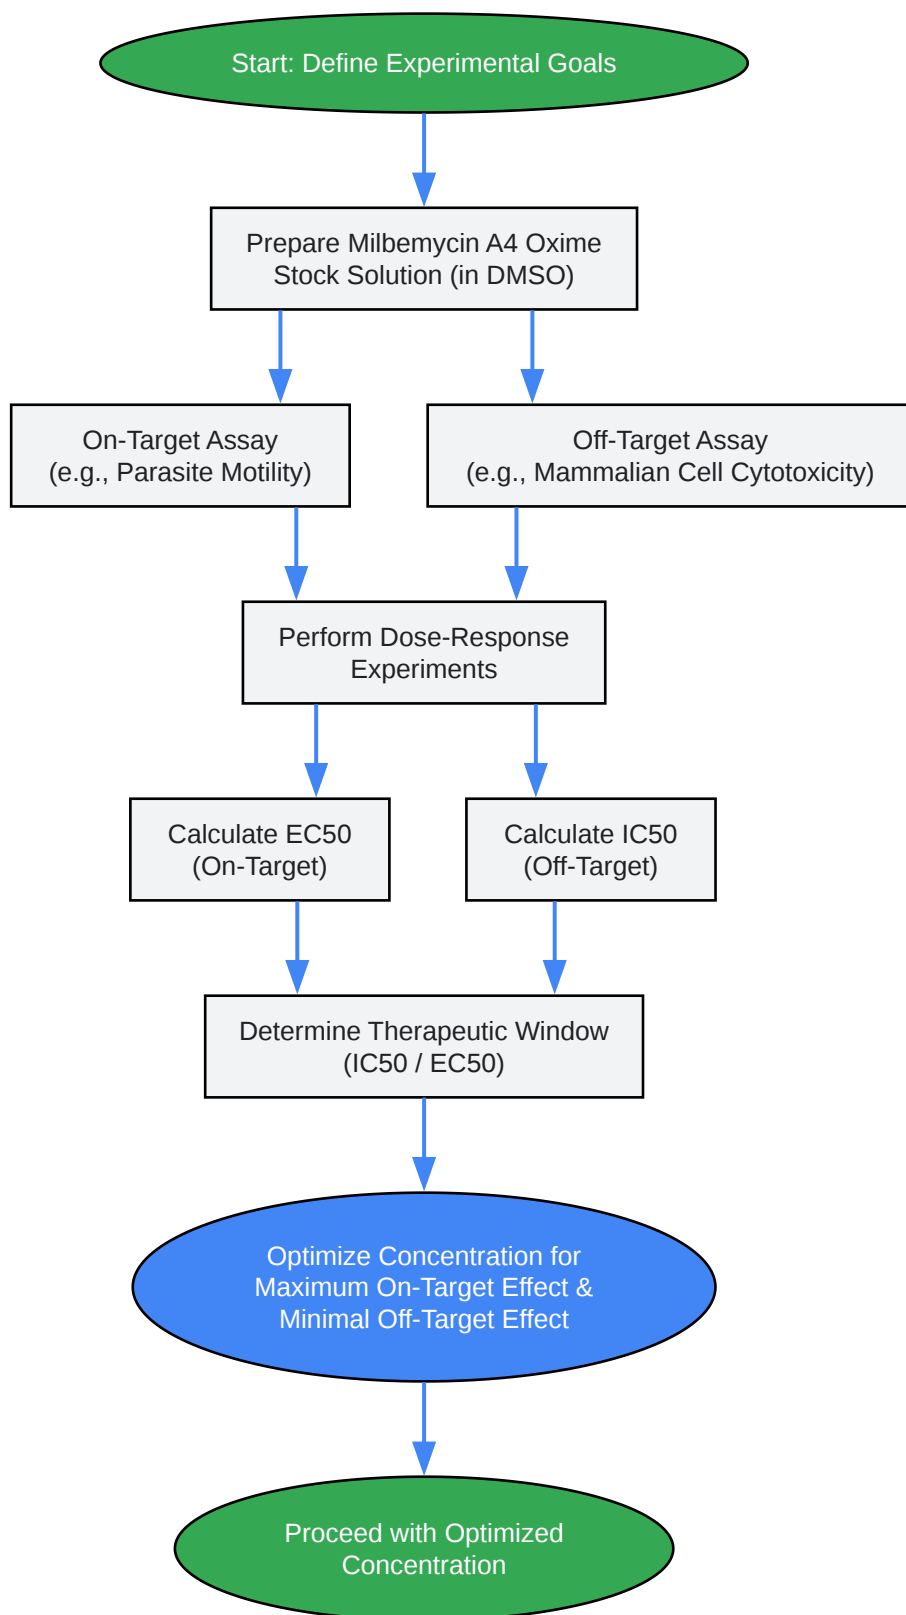 Start: Define Experimental Goals
Prepare Milbemycin A4 Oxime
Stock Solution (in DMSO)
On-Target Assay
(e.g., Parasite Motility)
Off-Target Assay
(e.g., Mammalian Cell Cytotoxicity)
Perform Dose-Response
Experiments
Calculate EC50
(On-Target)
Calculate IC50
(Off-Target)
Determine Therapeutic Window
(IC50 / EC50)
Optimize Concentration for
Maximum On-Target Effect &
Minimal Off-Target Effect
Proceed with Optimized
Concentration